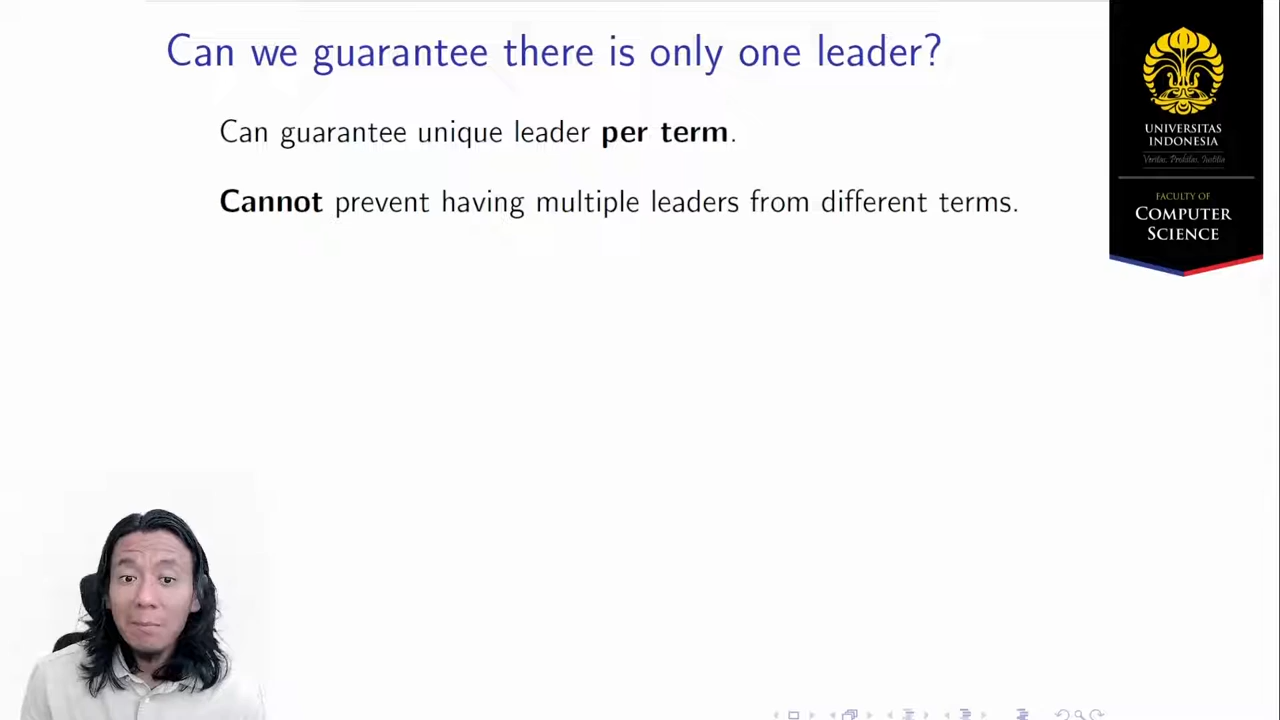 Can we guarantee there is only one leader?
Can guarantee unique leader per term.
Cannot prevent having multiple leaders from different terms.
UNIVERSITAS
INDONESIA
Veritas, Probitas, Iustitia
FACULTY OF
COMPUTER
SCIENCE